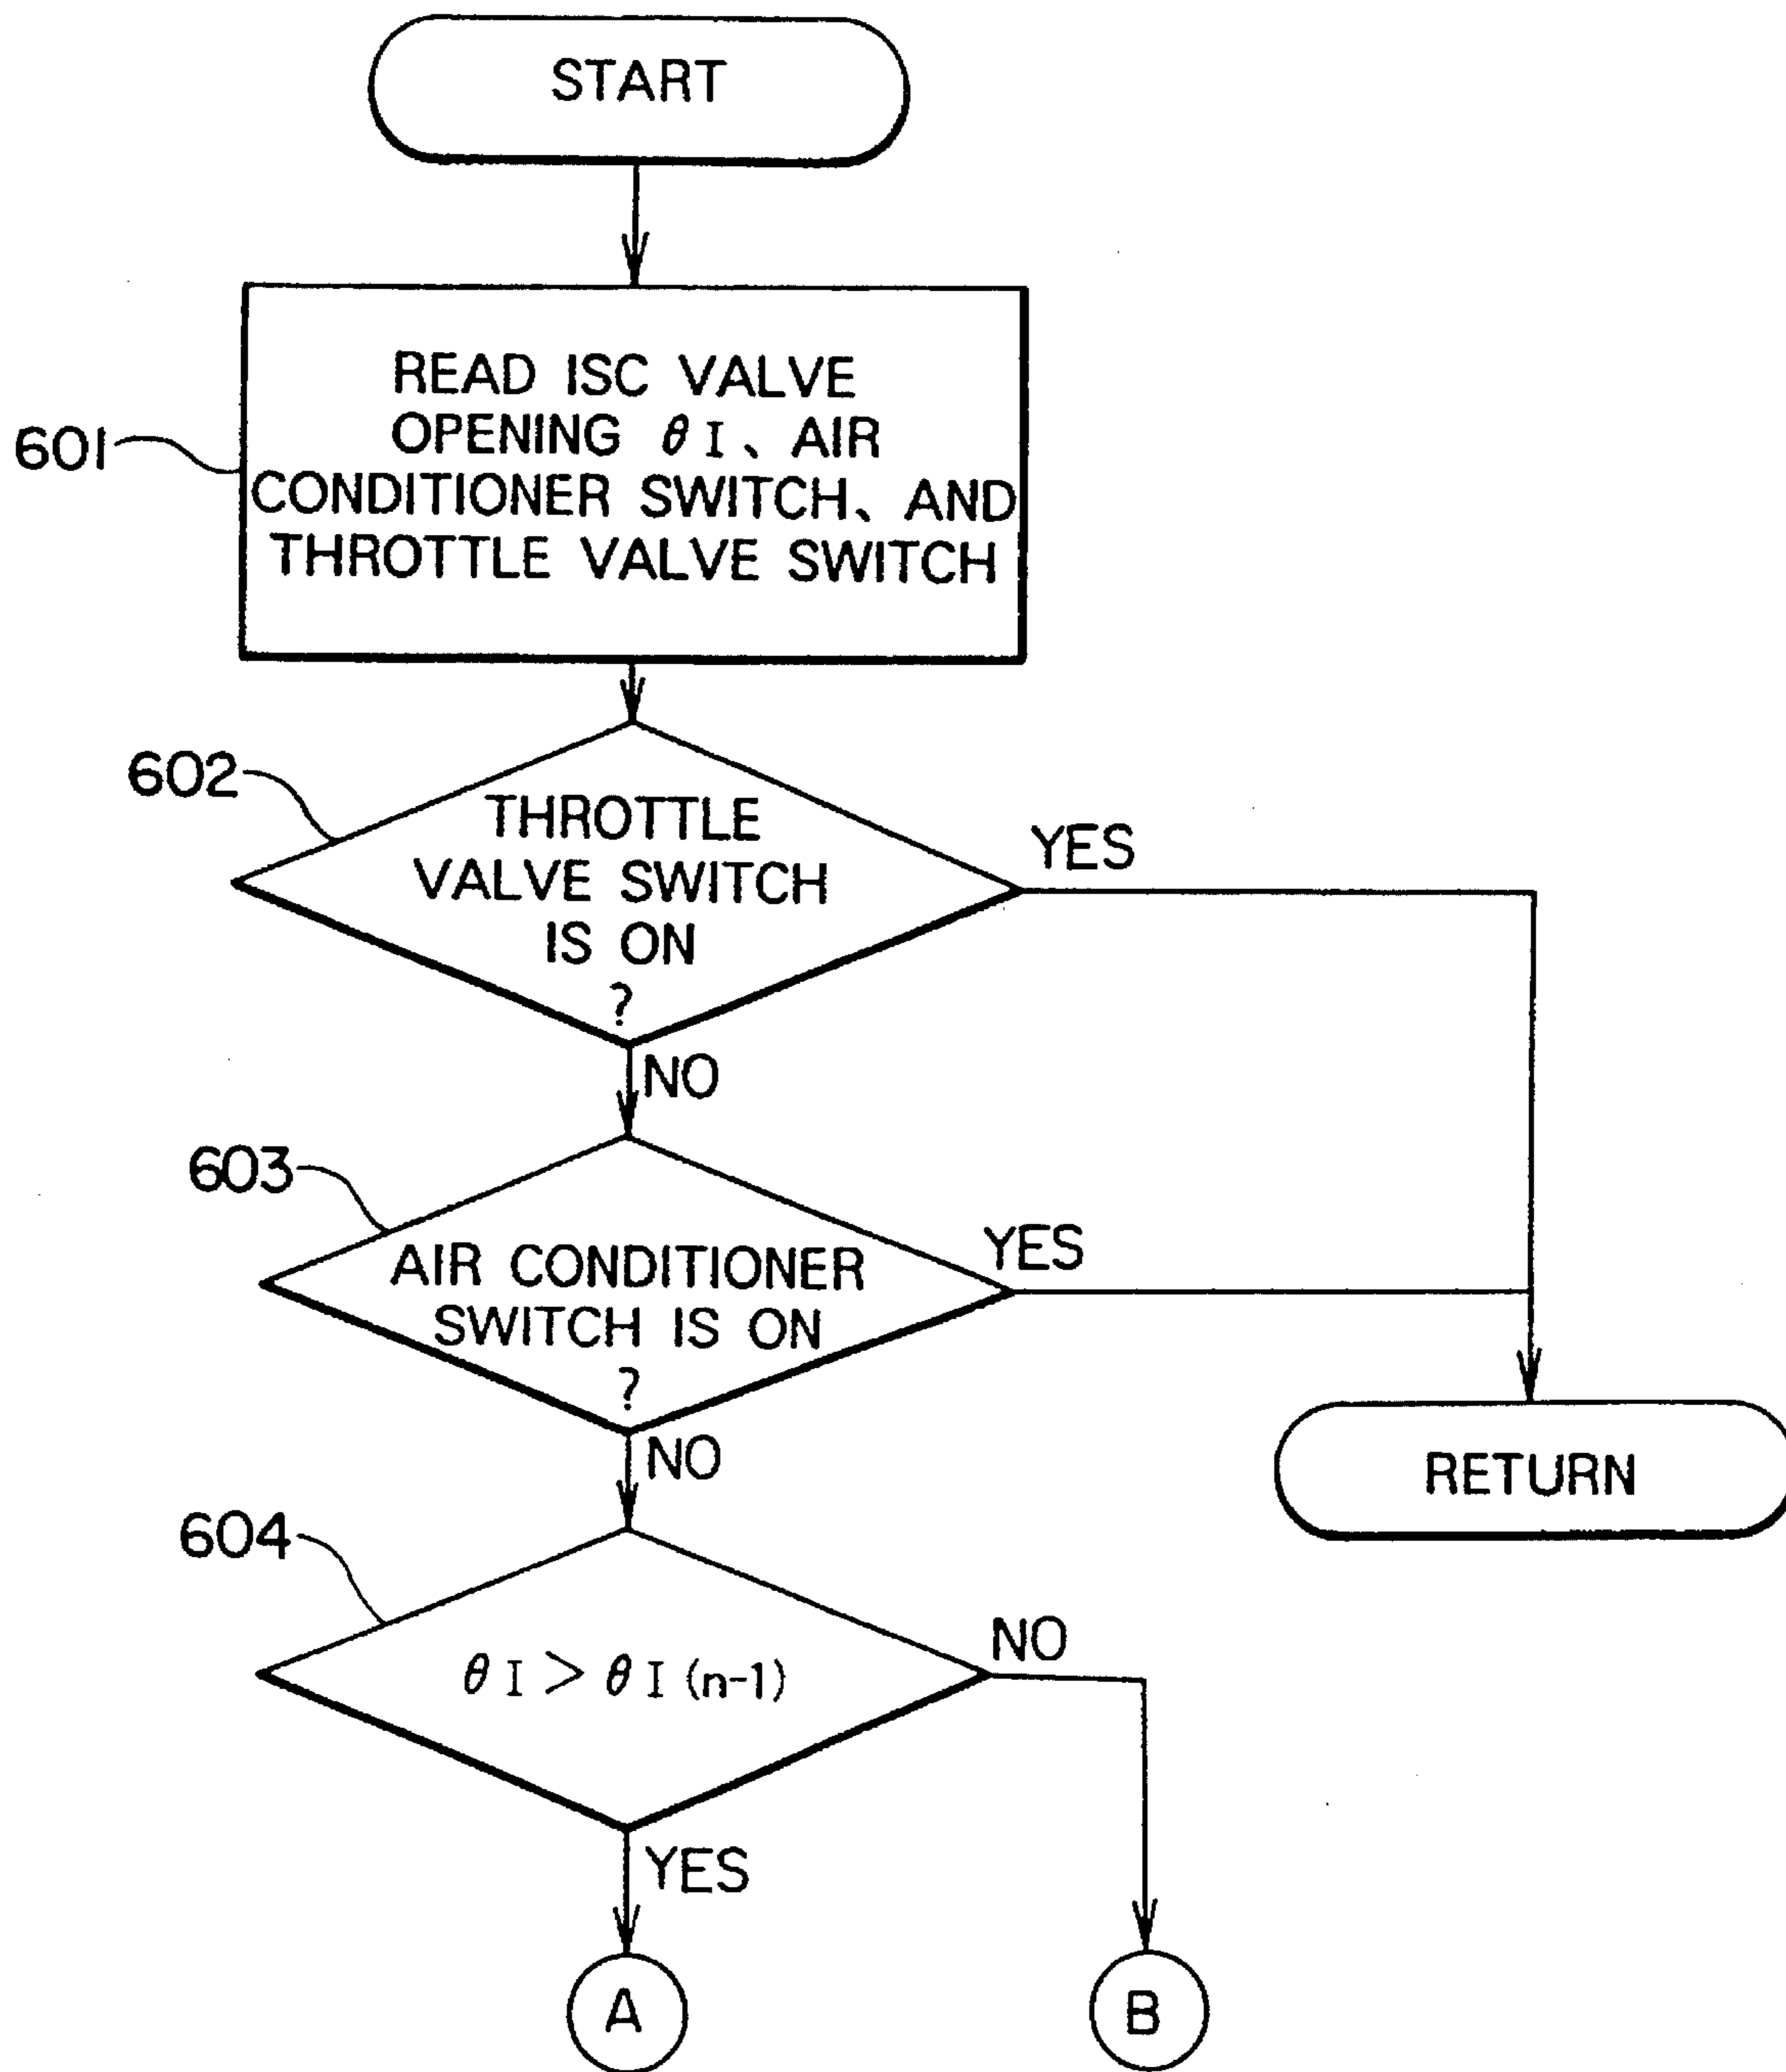 START
601
READ ISC VALVE
OPENING θI、AIR
CONDITIONER SWITCH、AND
THROTTLE VALVE SWITCH
602
THROTTLE
VALVE SWITCH
IS ON
?
YES
NO
603
AIR CONDITIONER
SWITCH IS ON
?
YES
NO
RETURN
604
θI > θI (n-1)
NO
YES
A
B